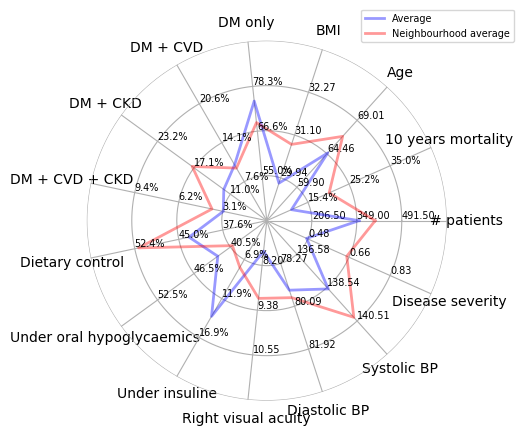 Average
Neighbourhood average
DM only
BMI
DM + CVD
Age
DM + CKD
10 years mortality
DM + CVD + CKD
# patients
Dietary control
Disease severity
Under oral hypoglycaemics
Systolic BP
Under insuline
Diastolic BP
Right visual acuity
78.3%
66.6%
55.0%
32.27
31.10
29.94
69.01
64.46
59.90
35.0%
25.2%
15.4%
206.50
349.00
491.50
0.48
0.66
0.83
136.58
138.54
140.51
78.27
80.09
81.92
8.20
9.38
10.55
6.9%
11.9%
16.9%
40.5%
46.5%
52.5%
37.6%
45.0%
52.4%
3.1%
6.2%
9.4%
11.0%
17.1%
23.2%
7.6%
14.1%
20.6%